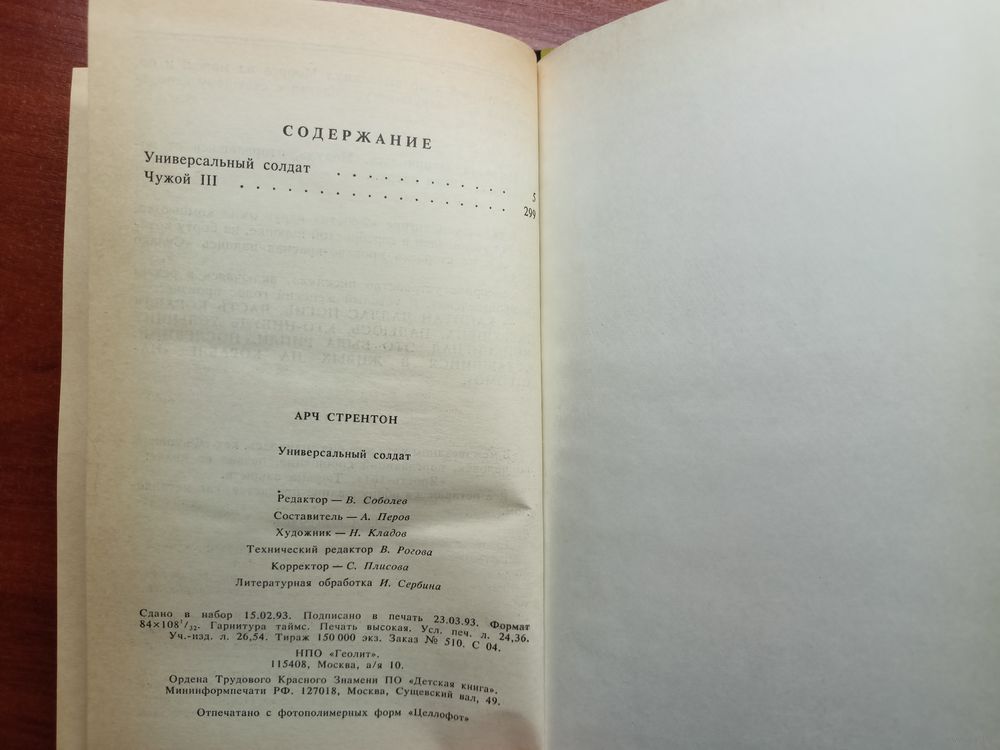 СОДЕРЖАНИЕ
Универсальный солдат . . . . . . . . . . . 5
Чужой III . . . . . . . . . . . . . . . . . 299
АРЧ СТРЕНТОН
Универсальный солдат
Редактор — В. Соболев
Составитель — А. Перов
Художник — Н. Кладов
Технический редактор В. Рогова
Корректор — С. Плисова
Литературная обработка И. Сербина
Сдано в набор 15.02.93. Подписано в печать 23.03.93. Формат
84×108¹/₃₂. Гарнитура таймс. Печать высокая. Усл. печ. л. 24,36.
Уч.-изд. л. 26,54. Тираж 150 000 экз. Заказ № 510. С 04.
НПО «Геолит».
115408, Москва, а/я 10.
Ордена Трудового Красного Знамени ПО «Детская книга».
Мининформпечати РФ. 127018, Москва, Сущевский вал, 49.
Отпечатано с фотополимерных форм «Целлофот»